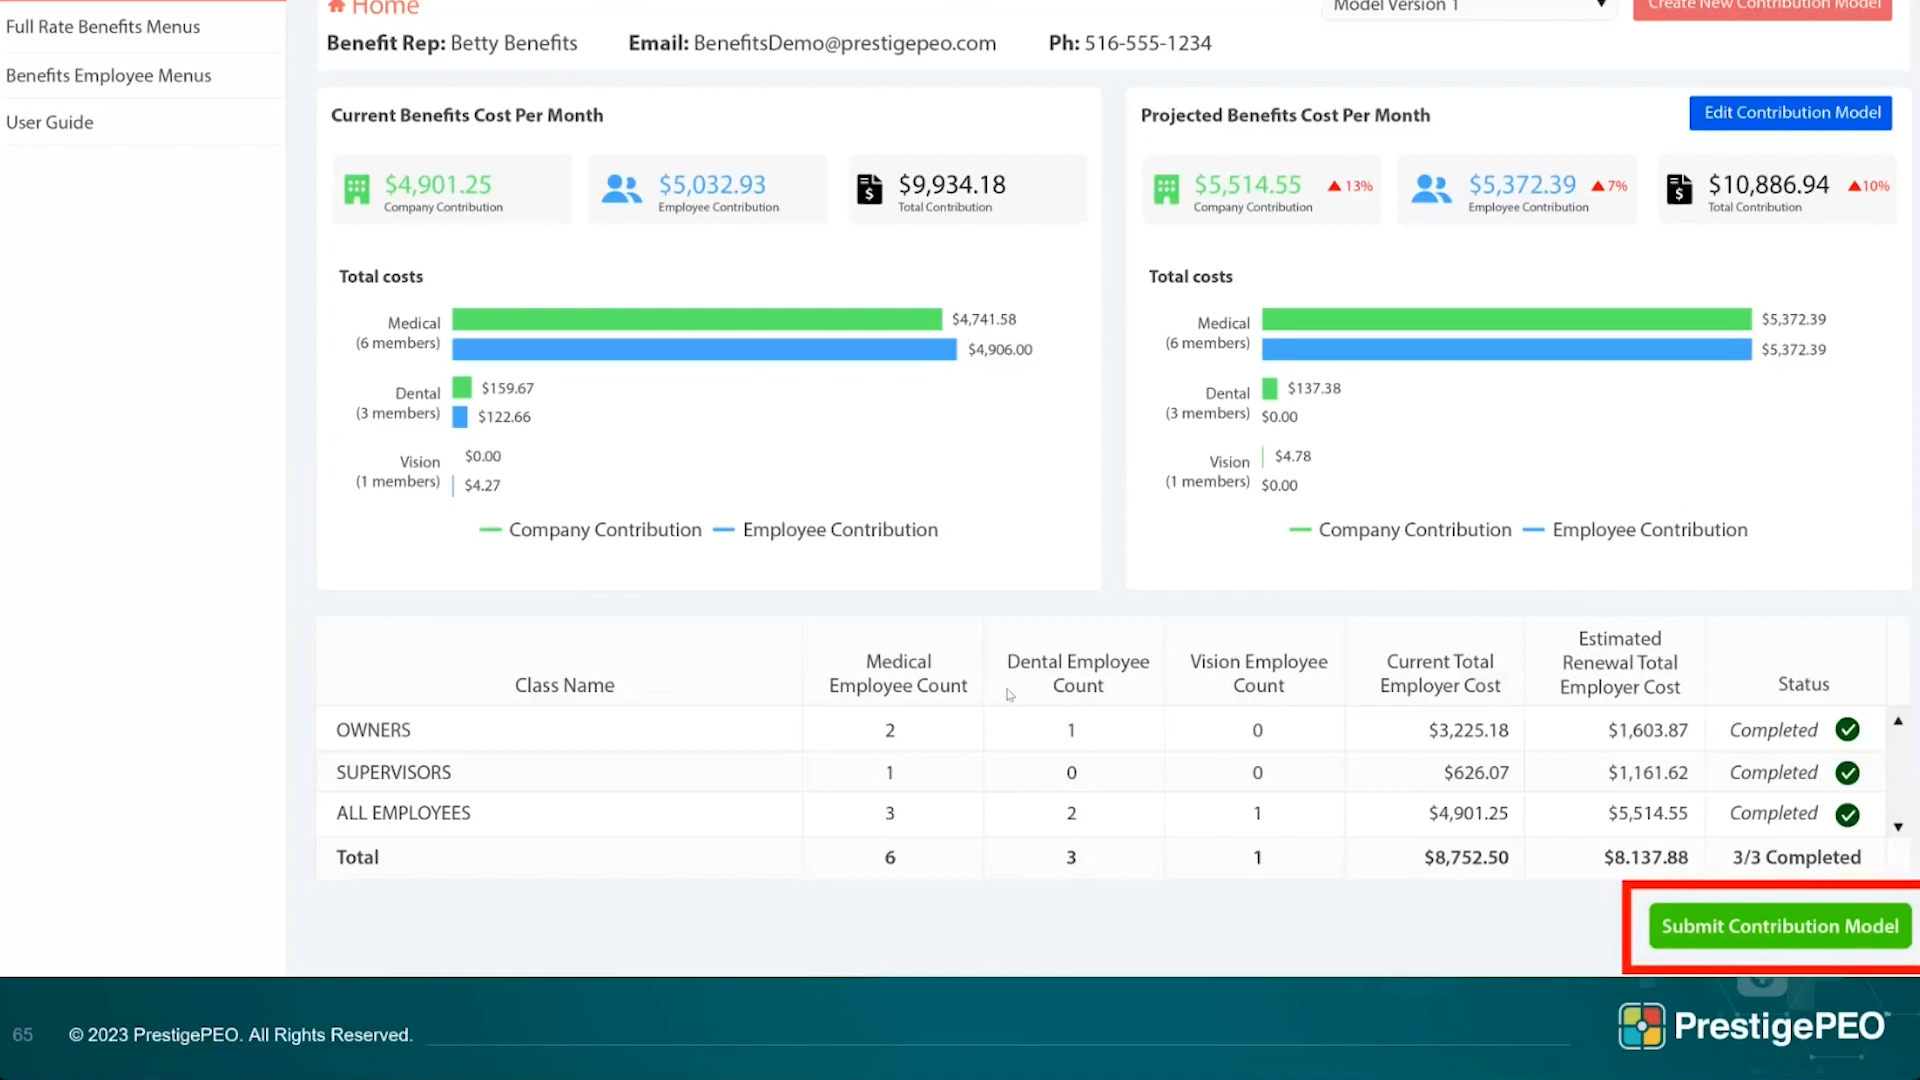 Full Rate Benefits Menus
Benefits Employee Menus
User Guide
Home
Model Version 1
Create New Contribution Model
Benefit Rep: Betty Benefits Email: BenefitsDemo@prestigepeo.com Ph: 516-555-1234
Current Benefits Cost Per Month
$4,901.25
Company Contribution
$5,032.93
Employee Contribution
$9,934.18
Total Contribution
Total costs
Medical
(6 members)
$4,741.58
$4,906.00
Dental
(3 members)
$159.67
$122.66
Vision
(1 members)
$0.00
$4.27
Company Contribution Employee Contribution
Projected Benefits Cost Per Month
Edit Contribution Model
$5,514.55 ▲13%
Company Contribution
$5,372.39 ▲7%
Employee Contribution
$10,886.94 ▲10%
Total Contribution
Total costs
Medical
(6 members)
$5,372.39
$5,372.39
Dental
(3 members)
$137.38
$0.00
Vision
(1 members)
$4.78
$0.00
Company Contribution Employee Contribution
Class Name
Medical
Employee Count
Dental Employee
Count
Vision Employee
Count
Current Total
Employer Cost
Estimated
Renewal Total
Employer Cost
Status
OWNERS 2 1 0 $3,225.18 $1,603.87 Completed
SUPERVISORS 1 0 0 $626.07 $1,161.62 Completed
ALL EMPLOYEES 3 2 1 $4,901.25 $5,514.55 Completed
Total 6 3 1 $8,752.50 $8.137.88 3/3 Completed
Submit Contribution Model
65 © 2023 PrestigePEO. All Rights Reserved.
PrestigePEO